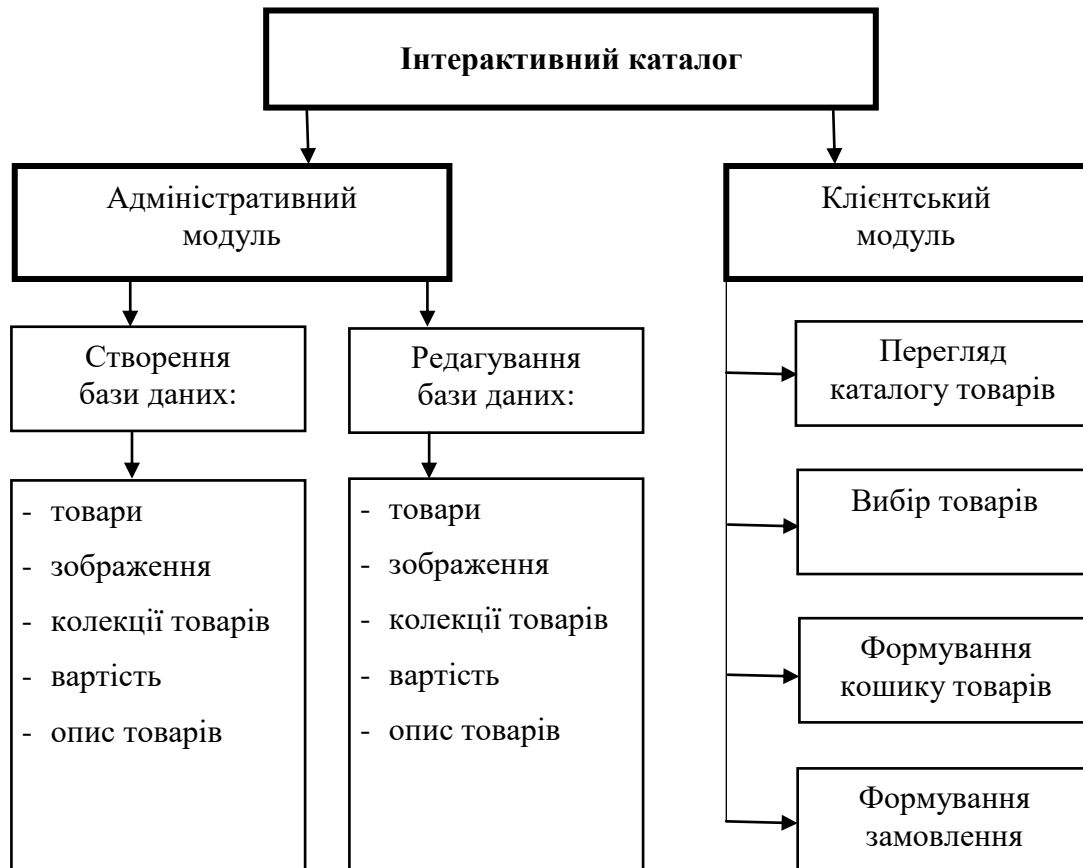 Інтерактивний каталог
Адміністративний
модуль
Клієнтський
модуль
Створення
бази даних:
Редагування
бази даних:
- товари
- зображення
- колекції товарів
- вартість
- опис товарів
- товари
- зображення
- колекції товарів
- вартість
- опис товарів
Перегляд
каталогу товарів
Вибір товарів
Формування
кошику товарів
Формування
замовлення